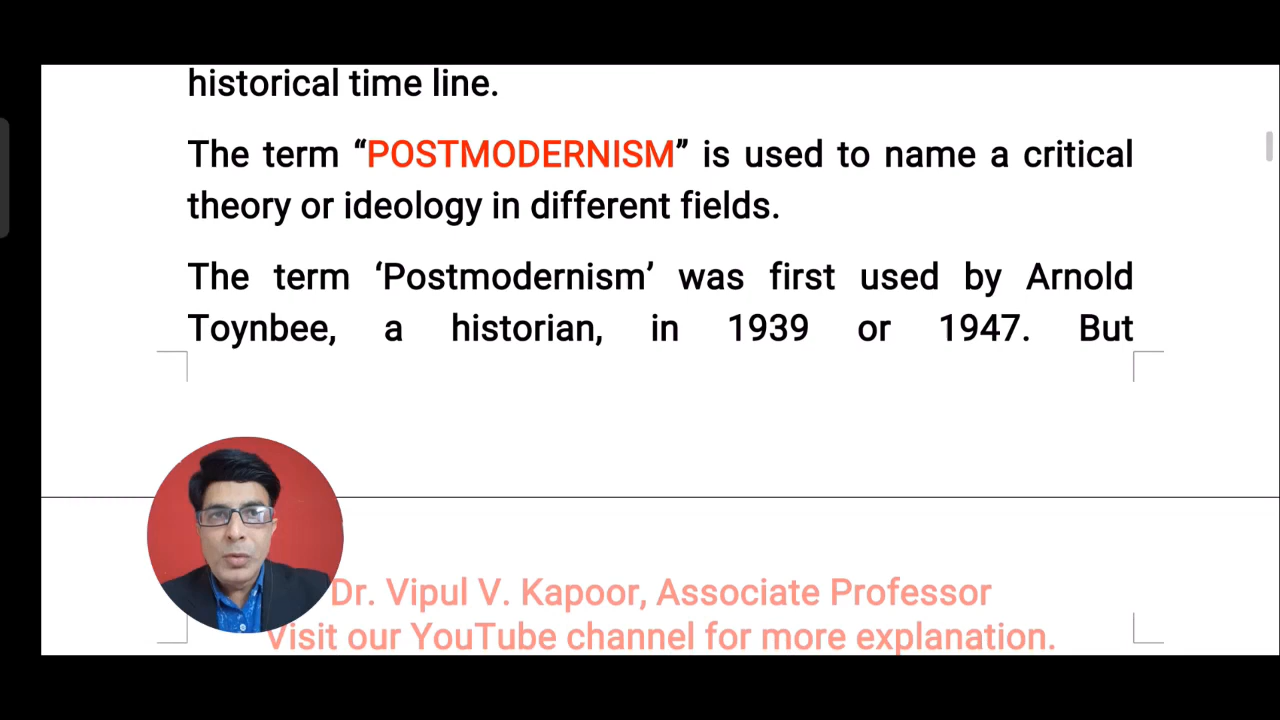 historical time line.
The term “POSTMODERNISM” is used to name a critical
theory or ideology in different fields.
The term ‘Postmodernism’ was first used by Arnold
Toynbee, a historian, in 1939 or 1947. But
Dr. Vipul V. Kapoor, Associate Professor
Visit our YouTube channel for more explanation.